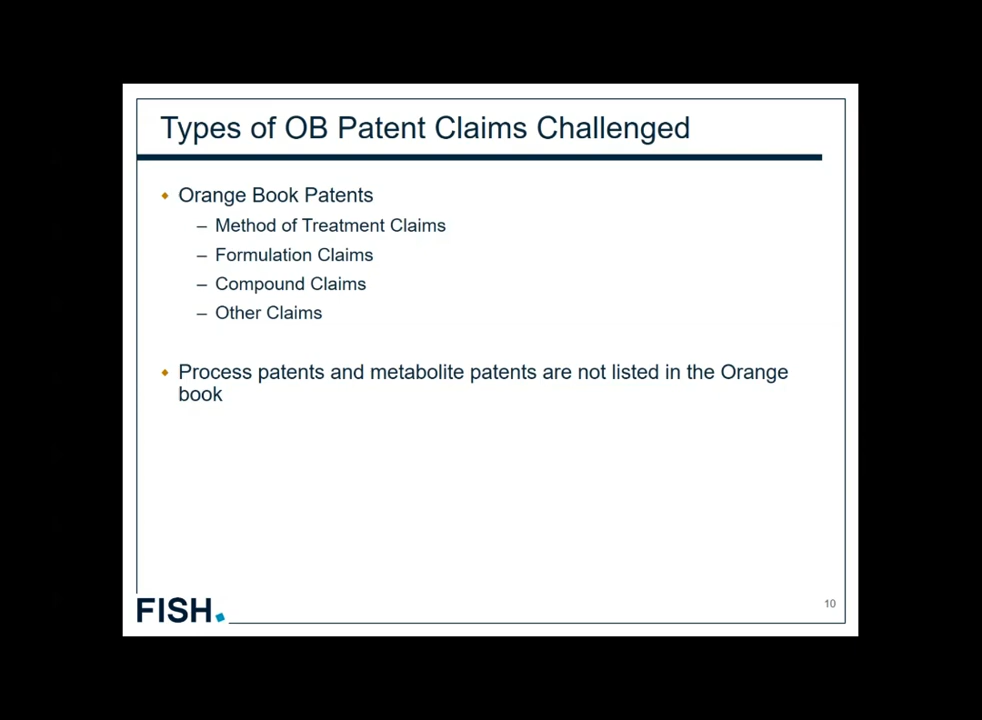 Types of OB Patent Claims Challenged
Orange Book Patents
– Method of Treatment Claims
– Formulation Claims
– Compound Claims
– Other Claims
Process patents and metabolite patents are not listed in the Orange
book
FISH.
10